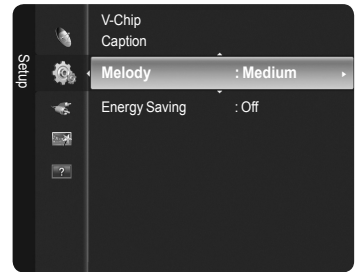 Setup
V-Chip
Caption
Melody : Medium
Energy Saving : Off
?